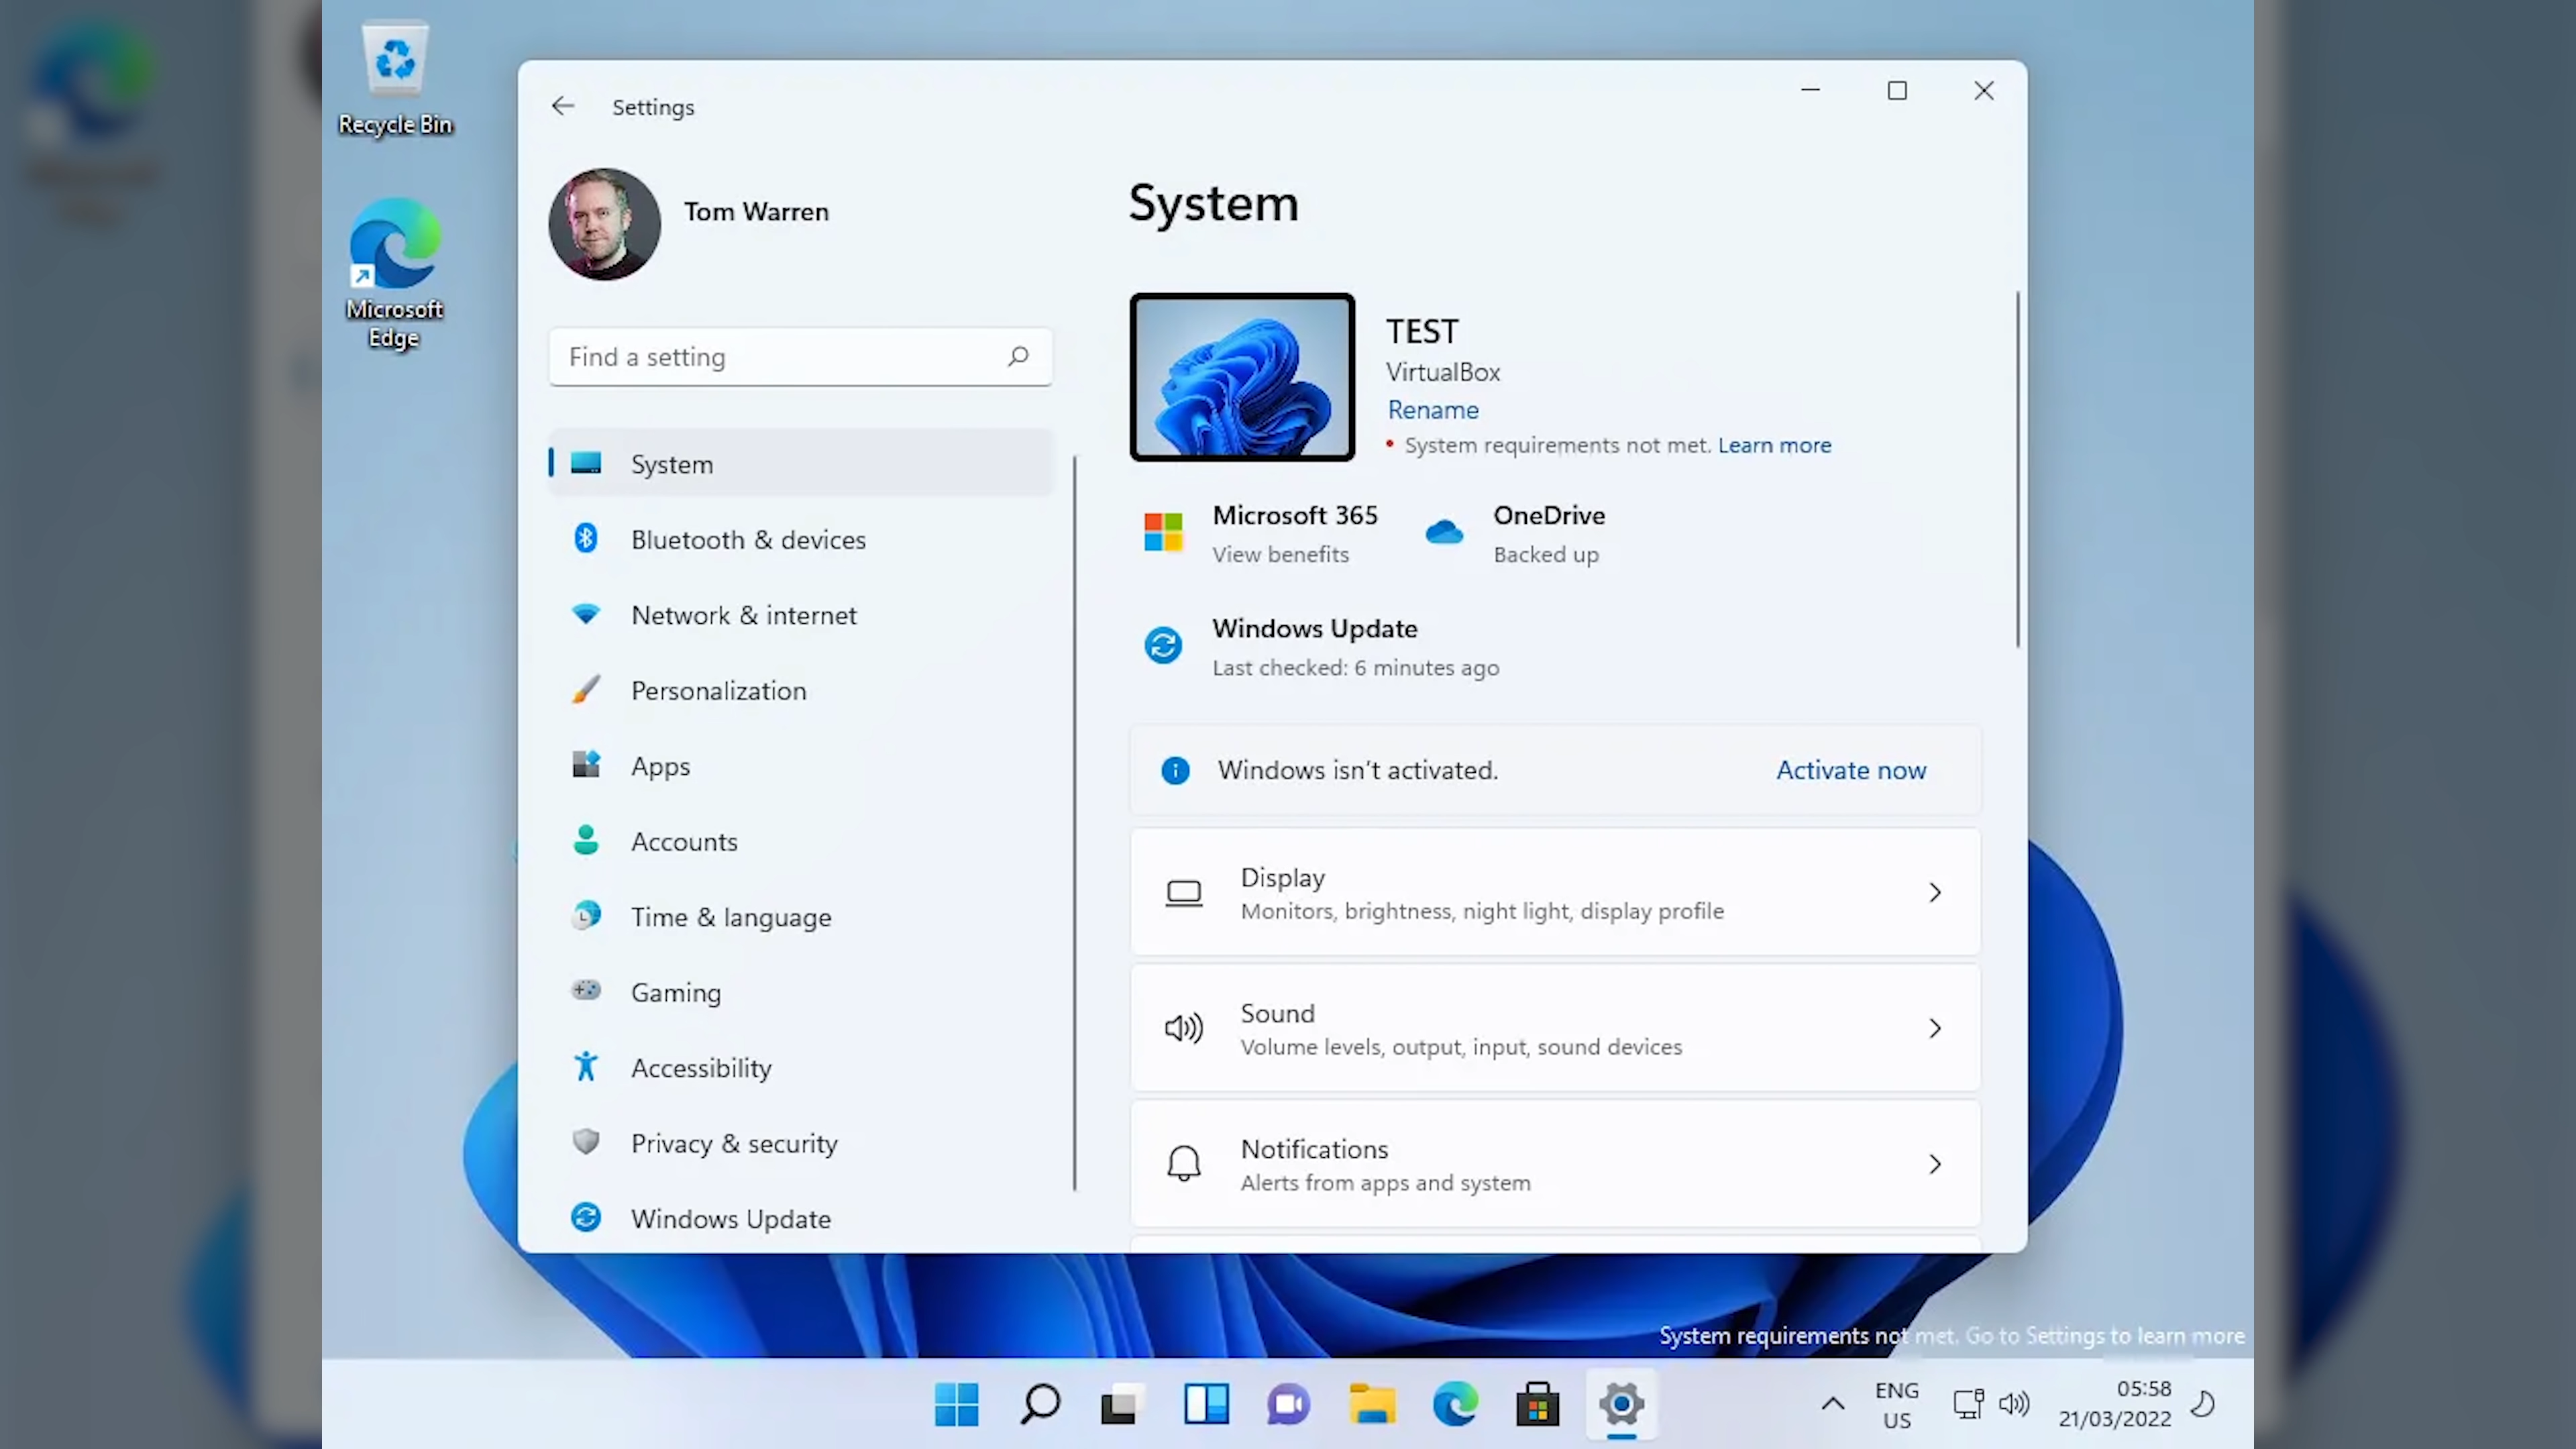 Recycle Bin
Microsoft
Edge
Settings
Tom Warren
Find a setting
System
Bluetooth & devices
Network & internet
Personalization
Apps
Accounts
Time & language
Gaming
Accessibility
Privacy & security
Windows Update
System
TEST
VirtualBox
Rename
• System requirements not met. Learn more
Microsoft 365
View benefits
OneDrive
Backed up
Windows Update
Last checked: 6 minutes ago
Windows isn't activated.
Activate now
Display
Monitors, brightness, night light, display profile
Sound
Volume levels, output, input, sound devices
Notifications
Alerts from apps and system
System requirements not met. Go to Settings to learn more
ENG
US
05:58
21/03/2022